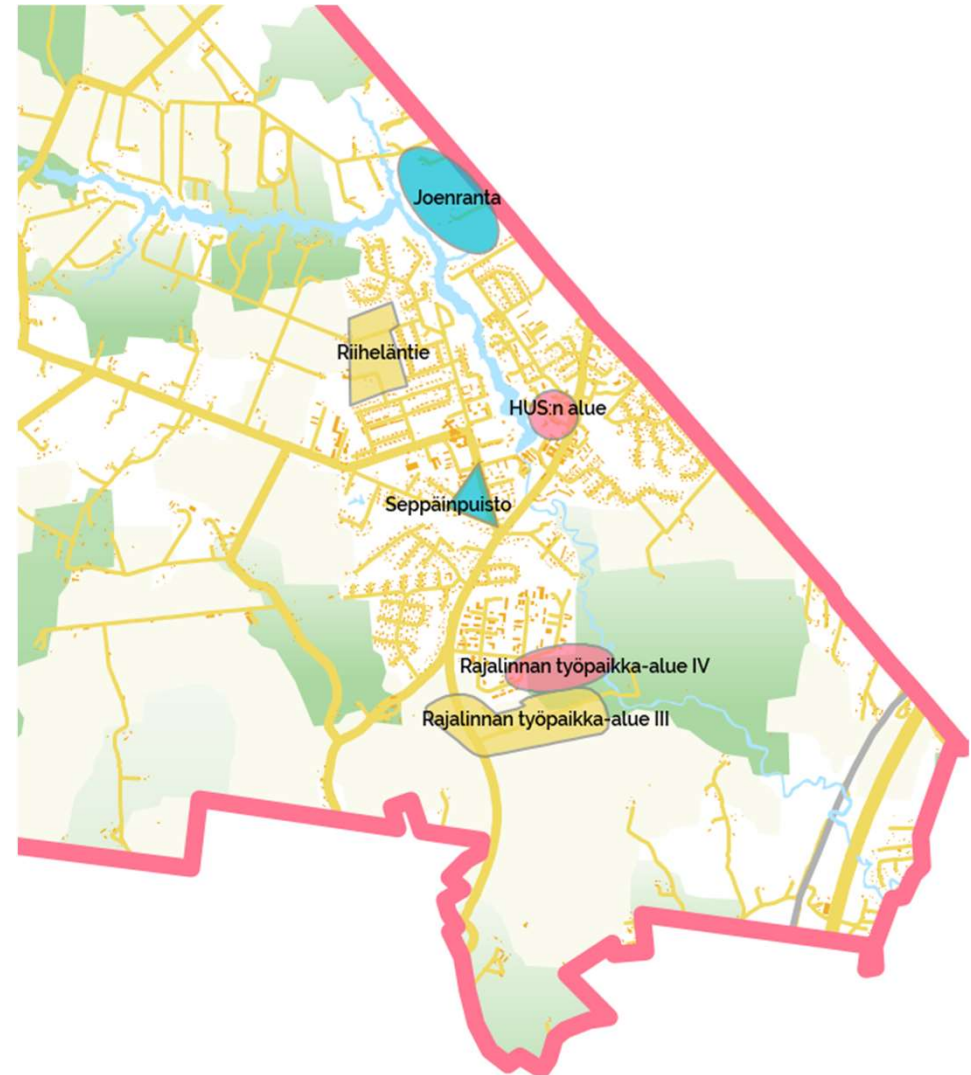 Joenranta
Riiheläntie
HUS:n alue
Seppäinpuisto
Rajalinnan työpaikka-alue IV
Rajalinnan työpaikka-alue III